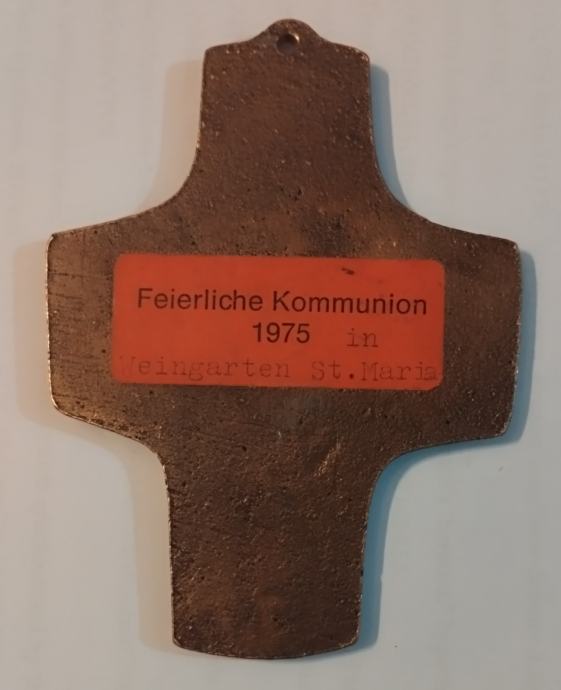 Feierliche Kommunion
1975 in
Weingarten St.Maria